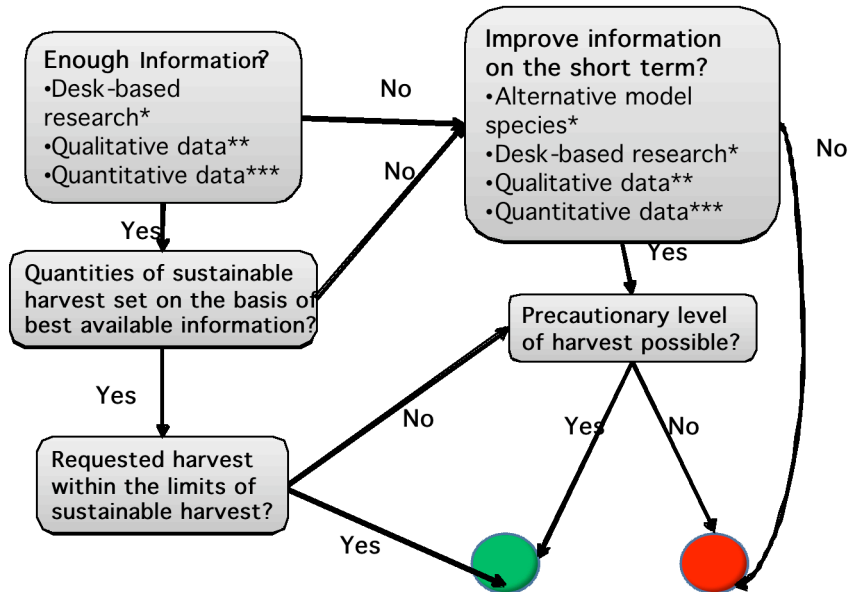 Enough Information?
•Desk-based
research*
•Qualitative data**
•Quantitative data***
No
Improve information
on the short term?
•Alternative model
species*
•Desk-based research*
•Qualitative data**
•Quantitative data***
No
No
Yes
Yes
Quantities of sustainable
harvest set on the basis of
best available information?
Precautionary level
of harvest possible?
Yes
No
Yes
No
Requested harvest
within the limits of
sustainable harvest?
Yes